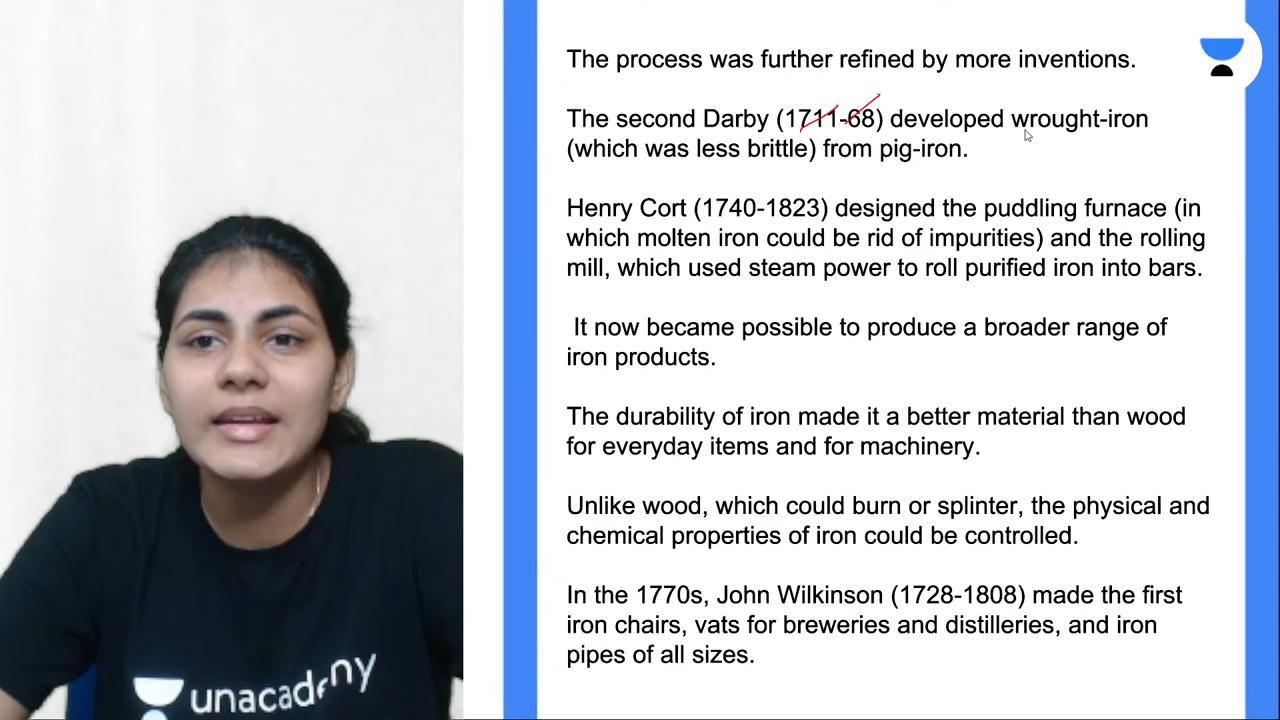 The process was further refined by more inventions.
The second Darby (1711-68) developed wrought-iron
(which was less brittle) from pig-iron.
Henry Cort (1740-1823) designed the puddling furnace (in
which molten iron could be rid of impurities) and the rolling
mill, which used steam power to roll purified iron into bars.
It now became possible to produce a broader range of
iron products.
The durability of iron made it a better material than wood
for everyday items and for machinery.
Unlike wood, which could burn or splinter, the physical and
chemical properties of iron could be controlled.
In the 1770s, John Wilkinson (1728-1808) made the first
iron chairs, vats for breweries and distilleries, and iron
pipes of all sizes.
unacademy